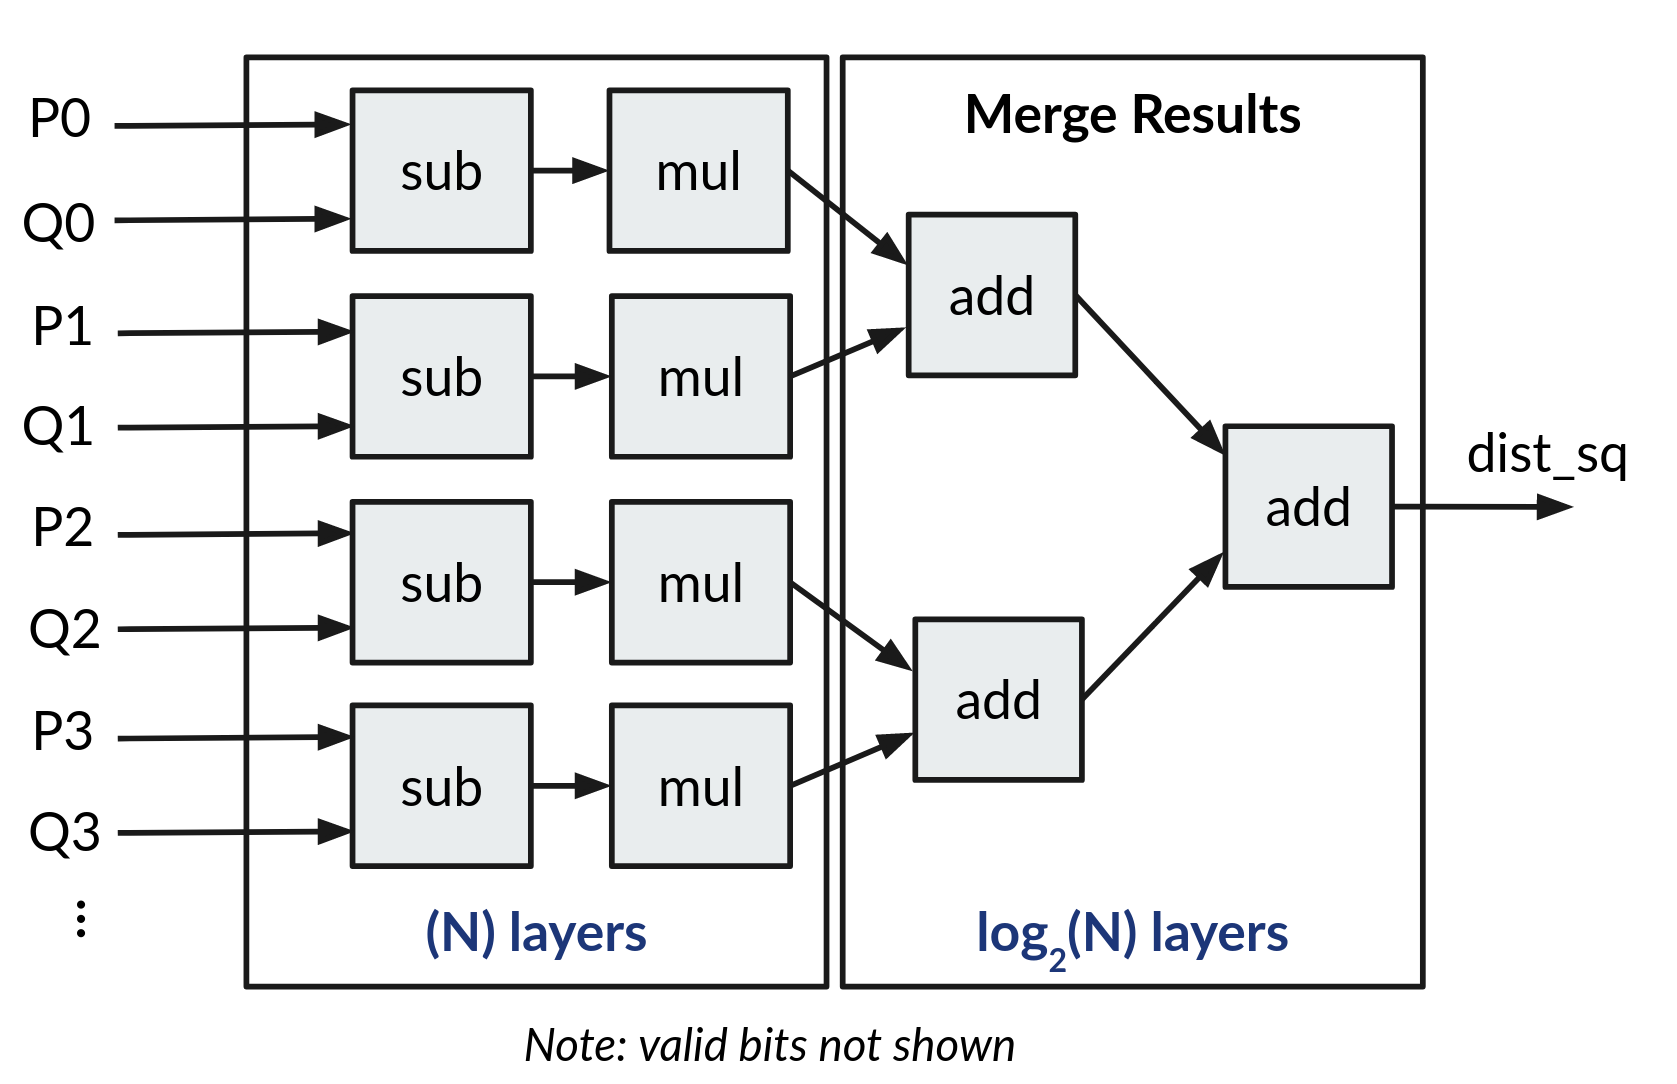 P0
Q0
P1
Q1
P2
Q2
P3
Q3
⋮
sub
mul
sub
mul
sub
mul
sub
mul
(N) layers
Merge Results
add
add
add
log₂(N) layers
dist_sq
Note: valid bits not shown